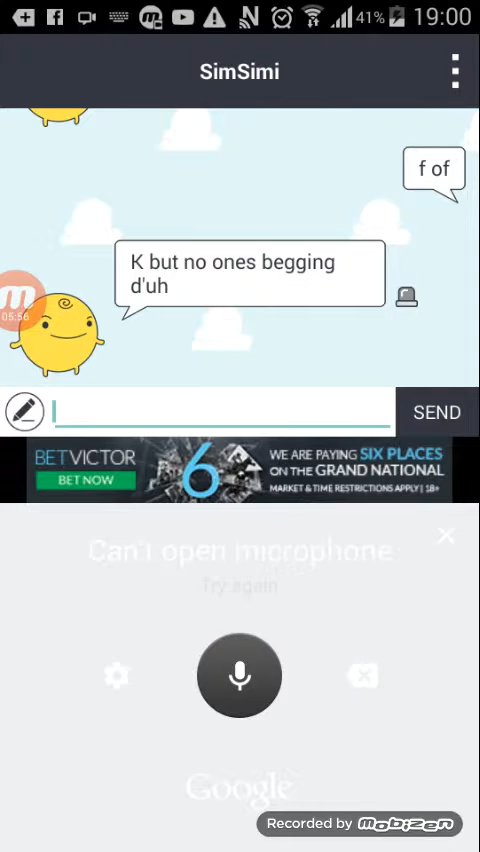 41% 19:00
SimSimi
f of
K but no ones begging
d'uh
05:56
SEND
BETVICTOR
BET NOW
6
WE ARE PAYING SIX PLACES
ON THE GRAND NATIONAL
MARKET & TIME RESTRICTIONS APPLY | 18+
Can't open microphone
Try again
Google
Recorded by mobizen